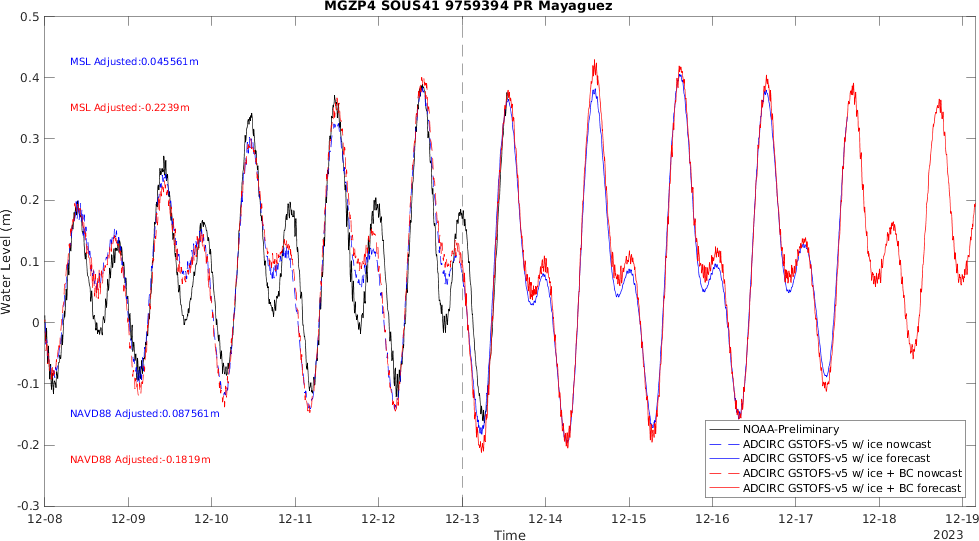 MGZP4 SOUS41 9759394 PR Mayaguez
0.5
0.4
0.3
0.2
0.1
0
-0.1
-0.2
-0.3
Water Level (m)
MSL Adjusted:0.045561m
MSL Adjusted:-0.2239m
NAVD88 Adjusted:0.087561m
NAVD88 Adjusted:-0.1819m
NOAA-Preliminary
ADCIRC GSTOFS-v5 w/ ice nowcast
ADCIRC GSTOFS-v5 w/ ice forecast
ADCIRC GSTOFS-v5 w/ ice + BC nowcast
ADCIRC GSTOFS-v5 w/ ice + BC forecast
12-08 12-09 12-10 12-11 12-12 12-13 12-14 12-15 12-16 12-17 12-18 12-19
Time
2023